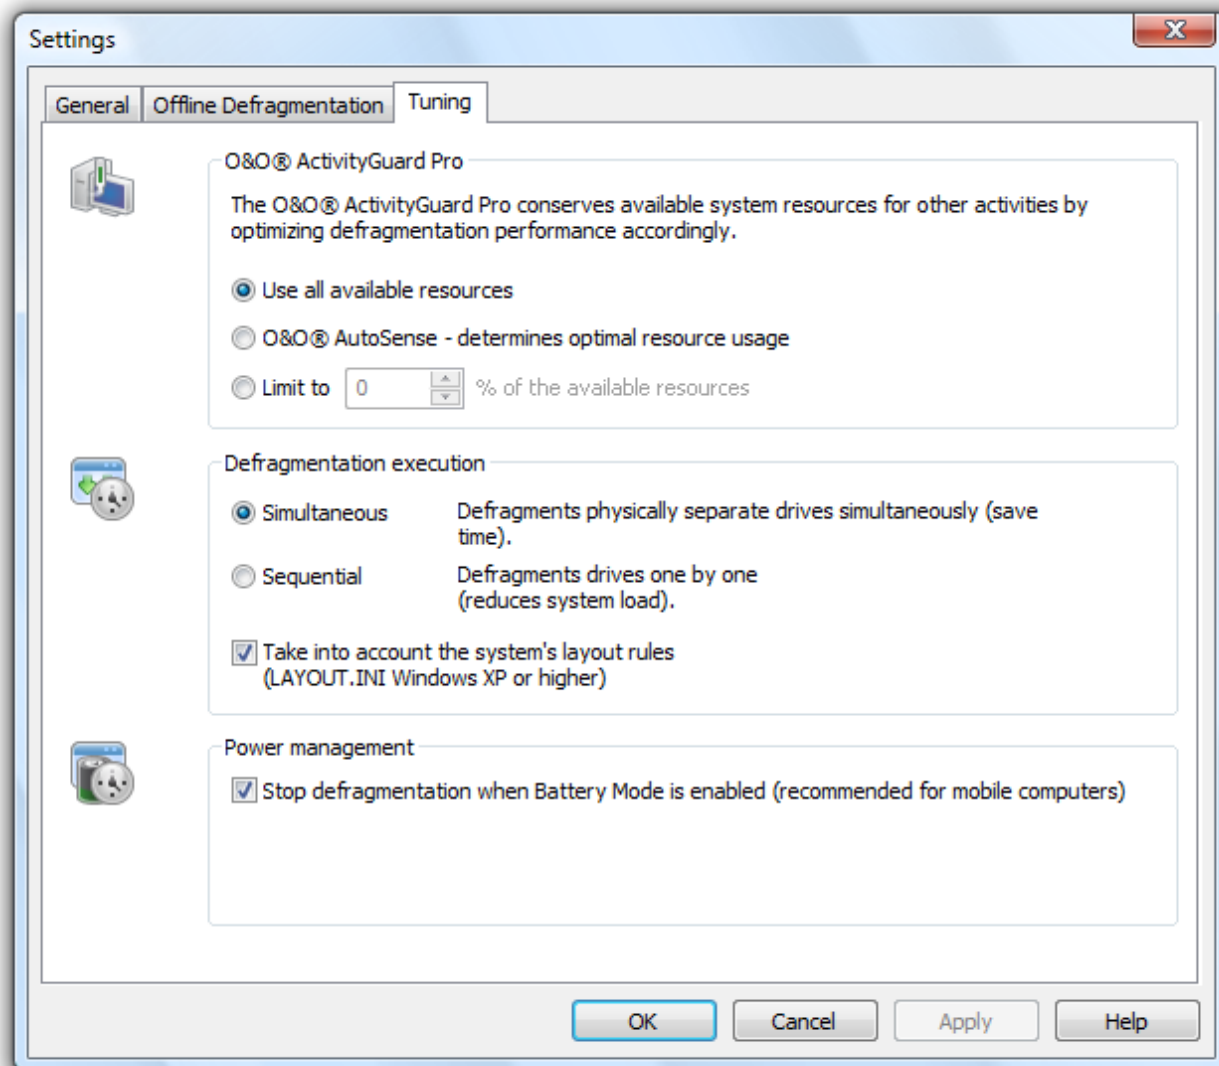 Settings
X
General
Offline Defragmentation
Tuning
O&O® ActivityGuard Pro
The O&O® ActivityGuard Pro conserves available system resources for other activities by
optimizing defragmentation performance accordingly.
Use all available resources
O&O® AutoSense - determines optimal resource usage
Limit to 0 % of the available resources
Defragmentation execution
Simultaneous Defragments physically separate drives simultaneously (save
time).
Sequential Defragments drives one by one
(reduces system load).
Take into account the system's layout rules
(LAYOUT.INI Windows XP or higher)
Power management
Stop defragmentation when Battery Mode is enabled (recommended for mobile computers)
OK Cancel Apply Help